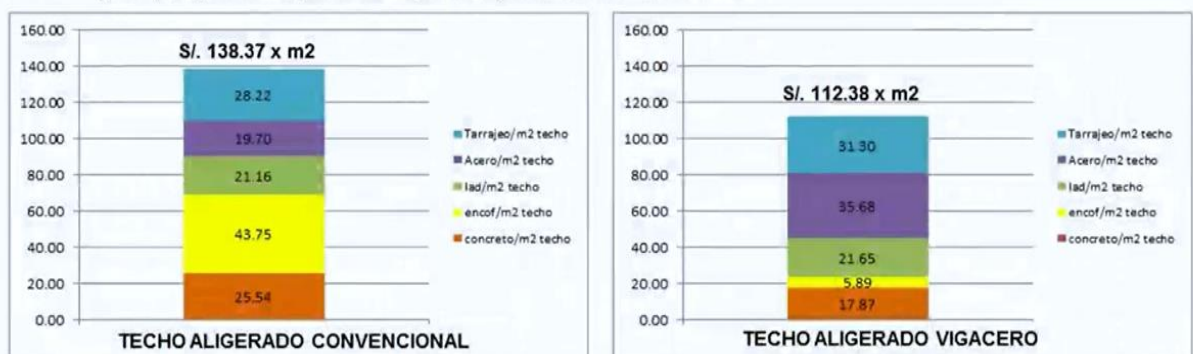 160.00
140.00
120.00
100.00
80.00
60.00
40.00
20.00
0.00
S/. 138.37 x m2
28.22
19.70
21.16
43.75
25.54
Tarrajeo/m2 techo
Acero/m2 techo
lad/m2 techo
encof/m2 techo
concreto/m2 techo
TECHO ALIGERADO CONVENCIONAL
160.00
140.00
120.00
100.00
80.00
60.00
40.00
20.00
0.00
S/. 112.38 x m2
31.30
35.68
21.65
5.89
17.87
Tarrajeo/m2 techo
Acero/m2 techo
lad/m2 techo
encof/m2 techo
concreto/m2 techo
TECHO ALIGERADO VIGACERO